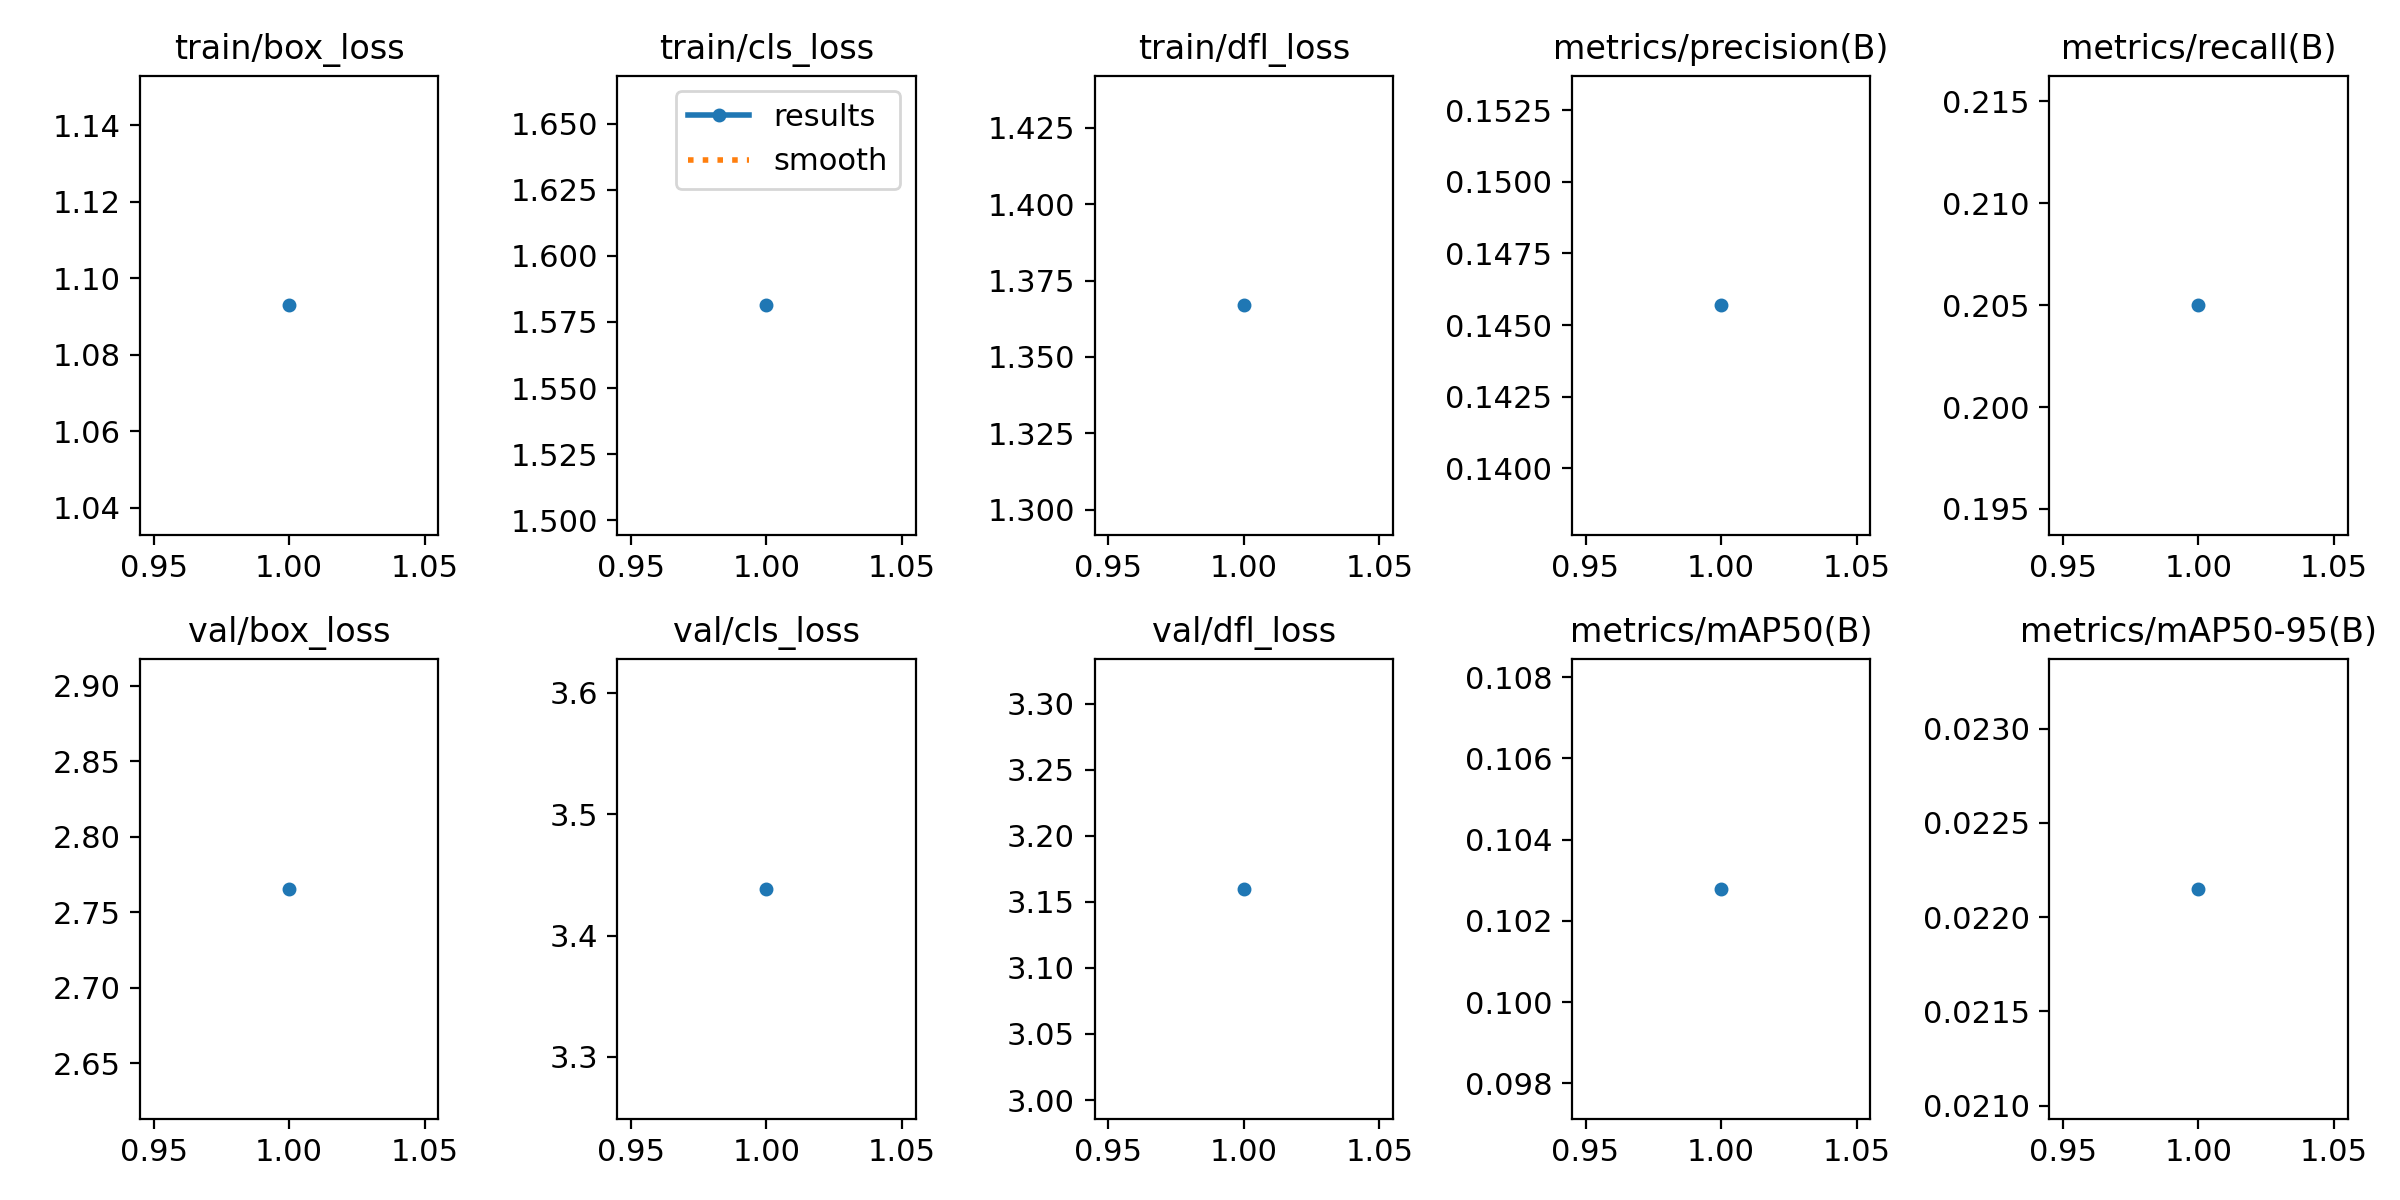 train/box_loss
1.14
1.12
1.10
1.08
1.06
1.04
0.95 1.00 1.05
train/cls_loss
results
smooth
1.650
1.625
1.600
1.575
1.550
1.525
1.500
0.95 1.00 1.05
train/dfl_loss
1.425
1.400
1.375
1.350
1.325
1.300
0.95 1.00 1.05
metrics/precision(B)
0.1525
0.1500
0.1475
0.1450
0.1425
0.1400
0.95 1.00 1.05
metrics/recall(B)
0.215
0.210
0.205
0.200
0.195
0.95 1.00 1.05
val/box_loss
2.90
2.85
2.80
2.75
2.70
2.65
0.95 1.00 1.05
val/cls_loss
3.6
3.5
3.4
3.3
0.95 1.00 1.05
val/dfl_loss
3.30
3.25
3.20
3.15
3.10
3.05
3.00
0.95 1.00 1.05
metrics/mAP50(B)
0.108
0.106
0.104
0.102
0.100
0.098
0.95 1.00 1.05
metrics/mAP50-95(B)
0.0230
0.0225
0.0220
0.0215
0.0210
0.95 1.00 1.05